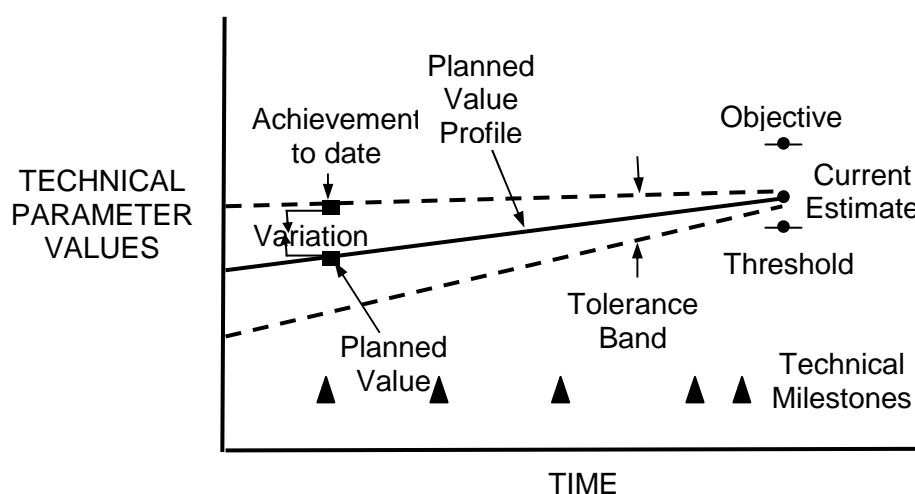 Planned
Value
Profile
Achievement
to date
Objective
TECHNICAL
PARAMETER
VALUES
Current
Estimate
Variation
Threshold
Tolerance
Band
Planned
Value
Technical
Milestones
TIME